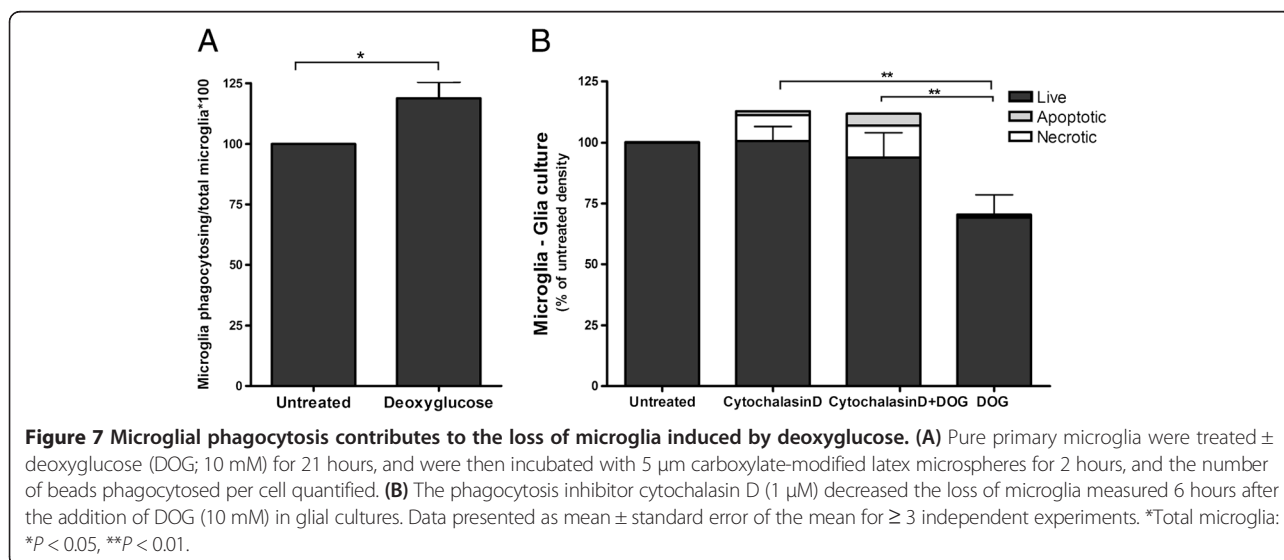 A
B
*
**
**
Live
Apoptotic
Necrotic
Microglia phagocytosing/total microglia*100
125
100
75
50
25
0
Untreated
Deoxyglucose
Microglia - Glia culture
(% of untreated density)
125
100
75
50
25
0
Untreated
CytochalasinD
CytochalasinD+DOG
DOG
Figure 7 Microglial phagocytosis contributes to the loss of microglia induced by deoxyglucose. (A) Pure primary microglia were treated ±
deoxyglucose (DOG; 10 mM) for 21 hours, and were then incubated with 5 μm carboxylate-modified latex microspheres for 2 hours, and the number
of beads phagocytosed per cell quantified. (B) The phagocytosis inhibitor cytochalasin D (1 μM) decreased the loss of microglia measured 6 hours after
the addition of DOG (10 mM) in glial cultures. Data presented as mean ± standard error of the mean for ≥ 3 independent experiments. *Total microglia:
*P < 0.05, **P < 0.01.